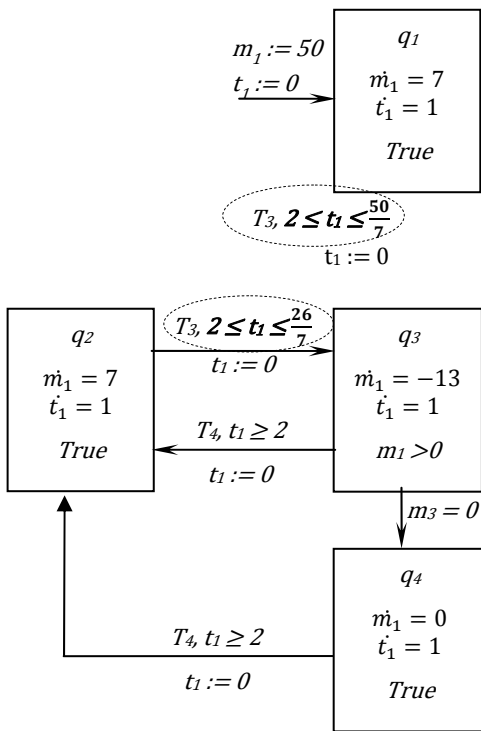 m₁ := 50
t₁ := 0
q₁
ṁ₁ = 7
ṫ₁ = 1
True
T₃, 2 ≤ t₁ ≤ 50/7
t₁ := 0
q₂
ṁ₁ = 7
ṫ₁ = 1
True
T₃, 2 ≤ t₁ ≤ 26/7
t₁ := 0
T₄, t₁ ≥ 2
t₁ := 0
q₃
ṁ₁ = −13
ṫ₁ = 1
m₁ >0
m₃ = 0
q₄
ṁ₁ = 0
ṫ₁ = 1
True
T₄, t₁ ≥ 2
t₁ := 0